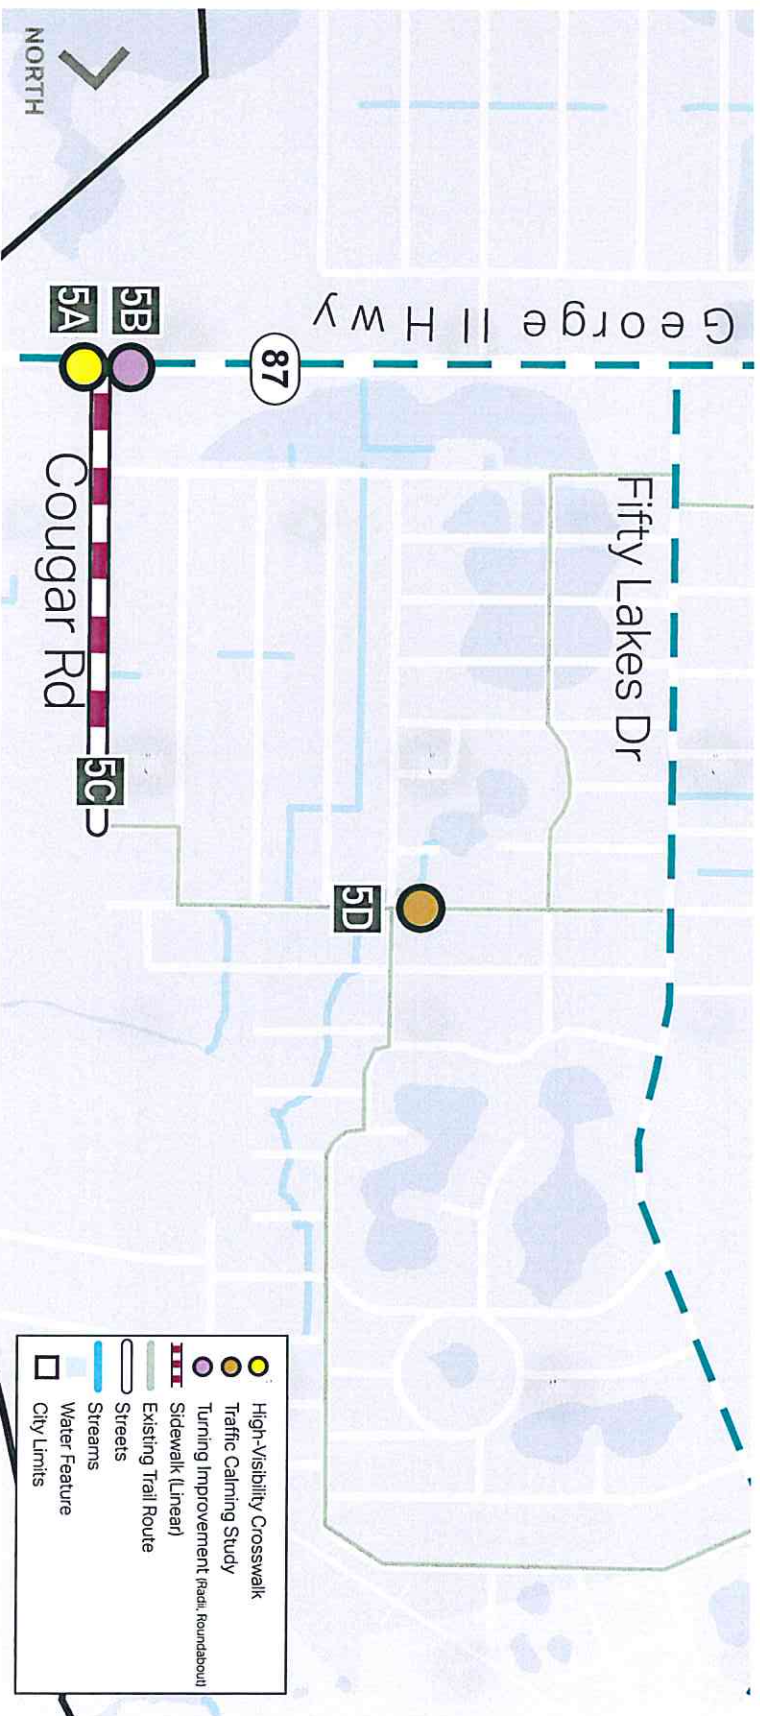 NORTH
George II Hwy
87
5B
5A
Fifty Lakes Dr
Cougar Rd
5C
5D
High-Visibility Crosswalk
Traffic Calming Study
Turning Improvement (Radii, Roundabout)
Sidewalk (Linear)
Existing Trail Route
Streets
Streams
Water Feature
City Limits